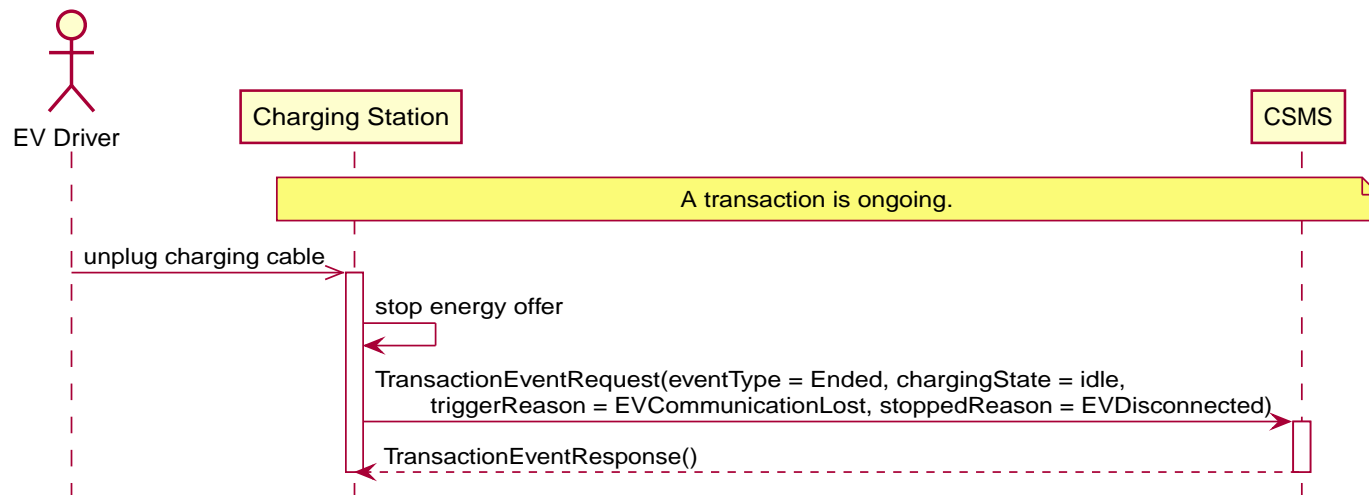 EV Driver
Charging Station
CSMS
A transaction is ongoing.
unplug charging cable
stop energy offer
TransactionEventRequest(eventType = Ended, chargingState = idle,
triggerReason = EVCommunicationLost, stoppedReason = EVDisconnected)
TransactionEventResponse()